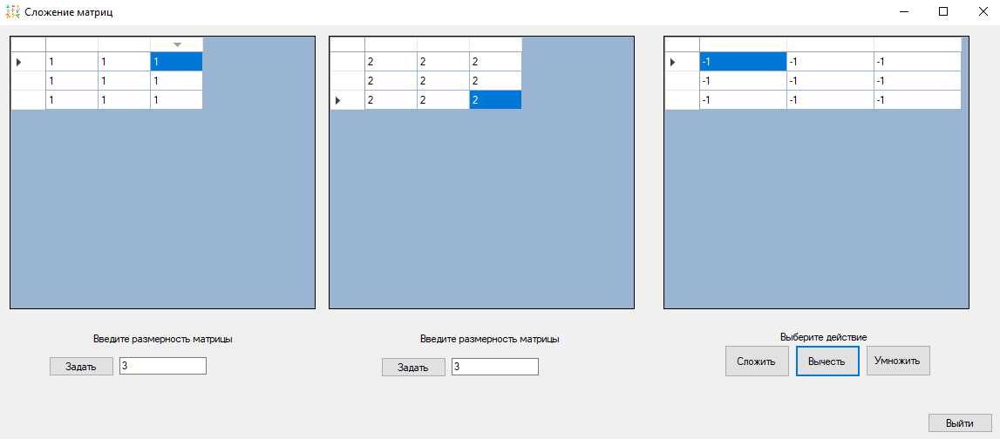 Сложение матриц
1 1 1
1 1 1
1 1 1
2 2 2
2 2 2
2 2 2
-1 -1 -1
-1 -1 -1
-1 -1 -1
Введите размерность матрицы
Задать 3
Введите размерность матрицы
Задать 3
Выберите действие
Сложить Вычесть Умножить
Выйти